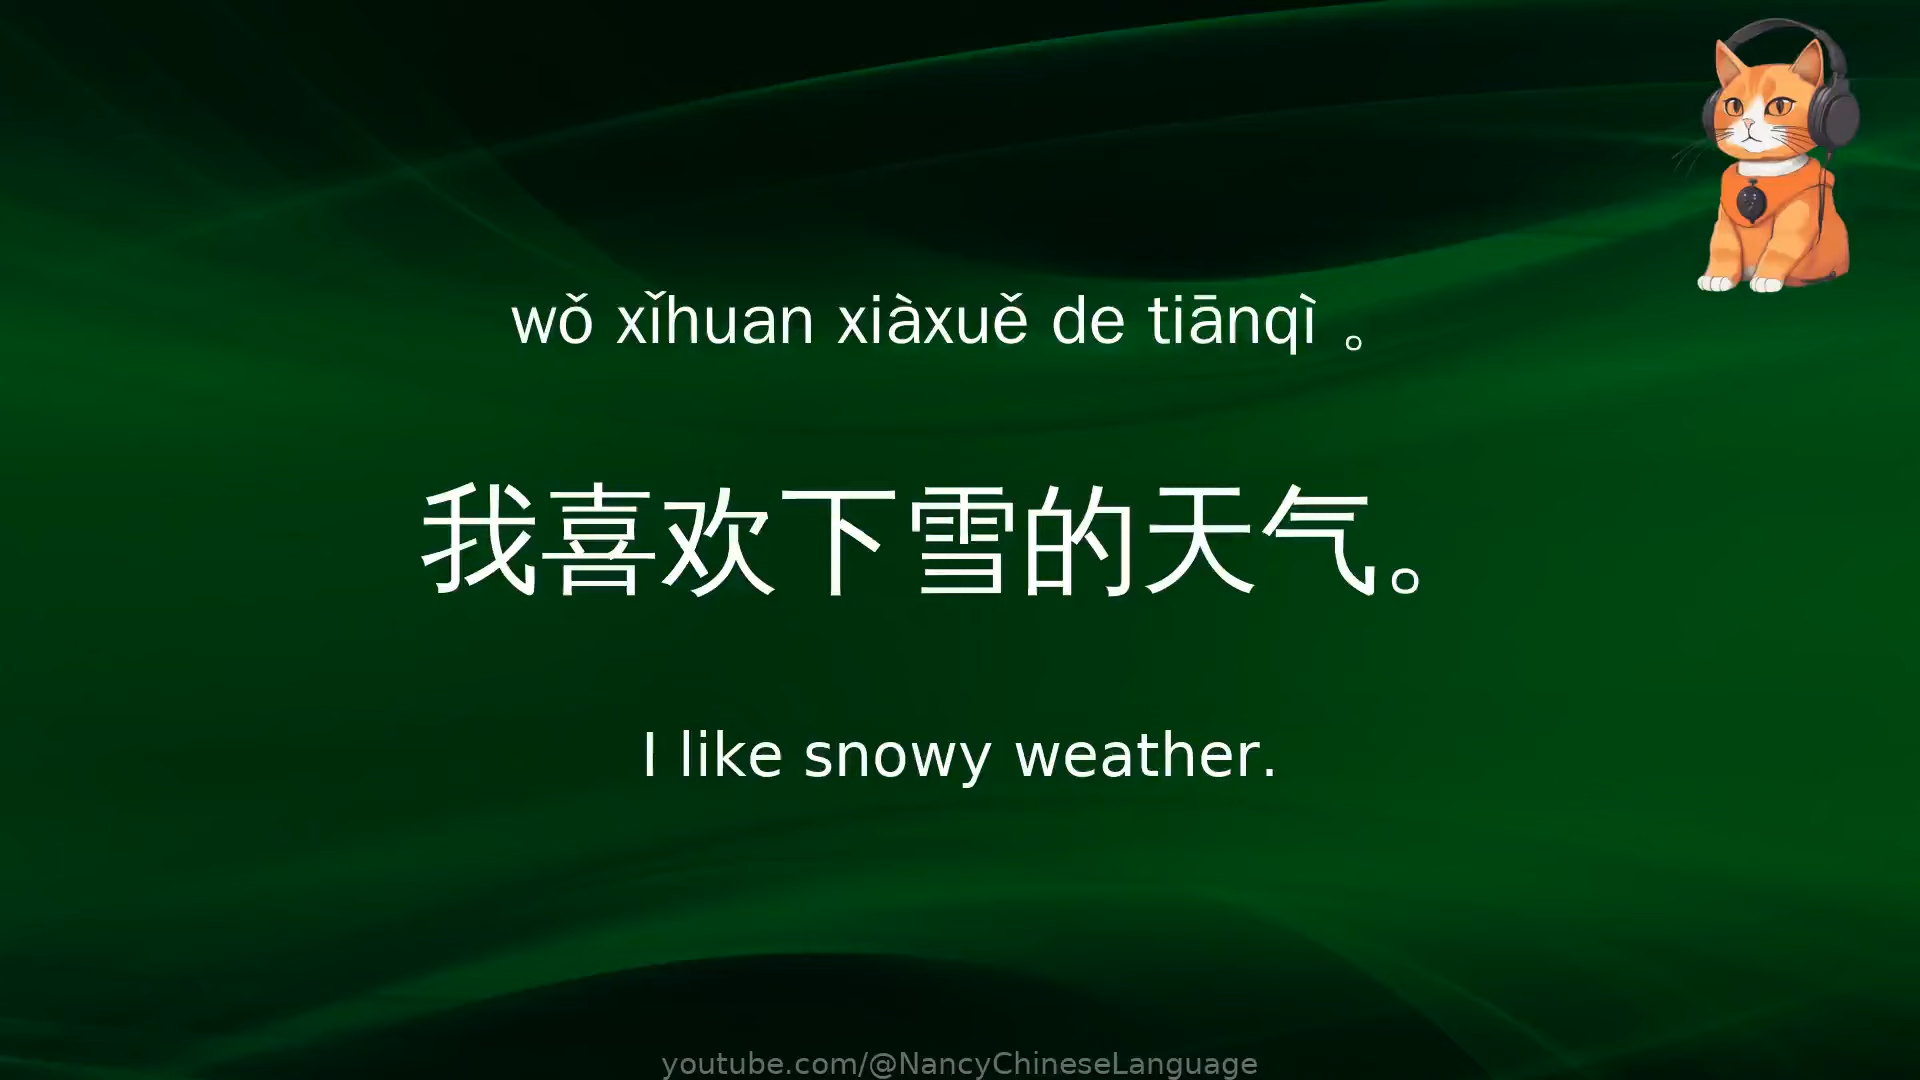 wǒ xǐhuan xiàxuě de tiānqì 。
我喜欢下雪的天气。
I like snowy weather.
youtube.com/@NancyChineseLanguage